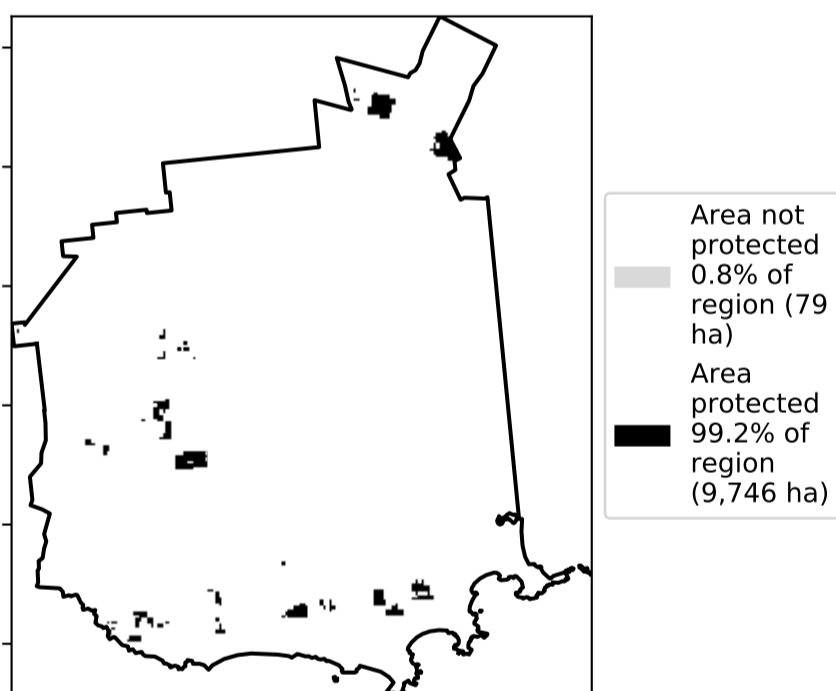 Area not
protected
0.8% of
region (79
ha)
Area
protected
99.2% of
region
(9,746 ha)